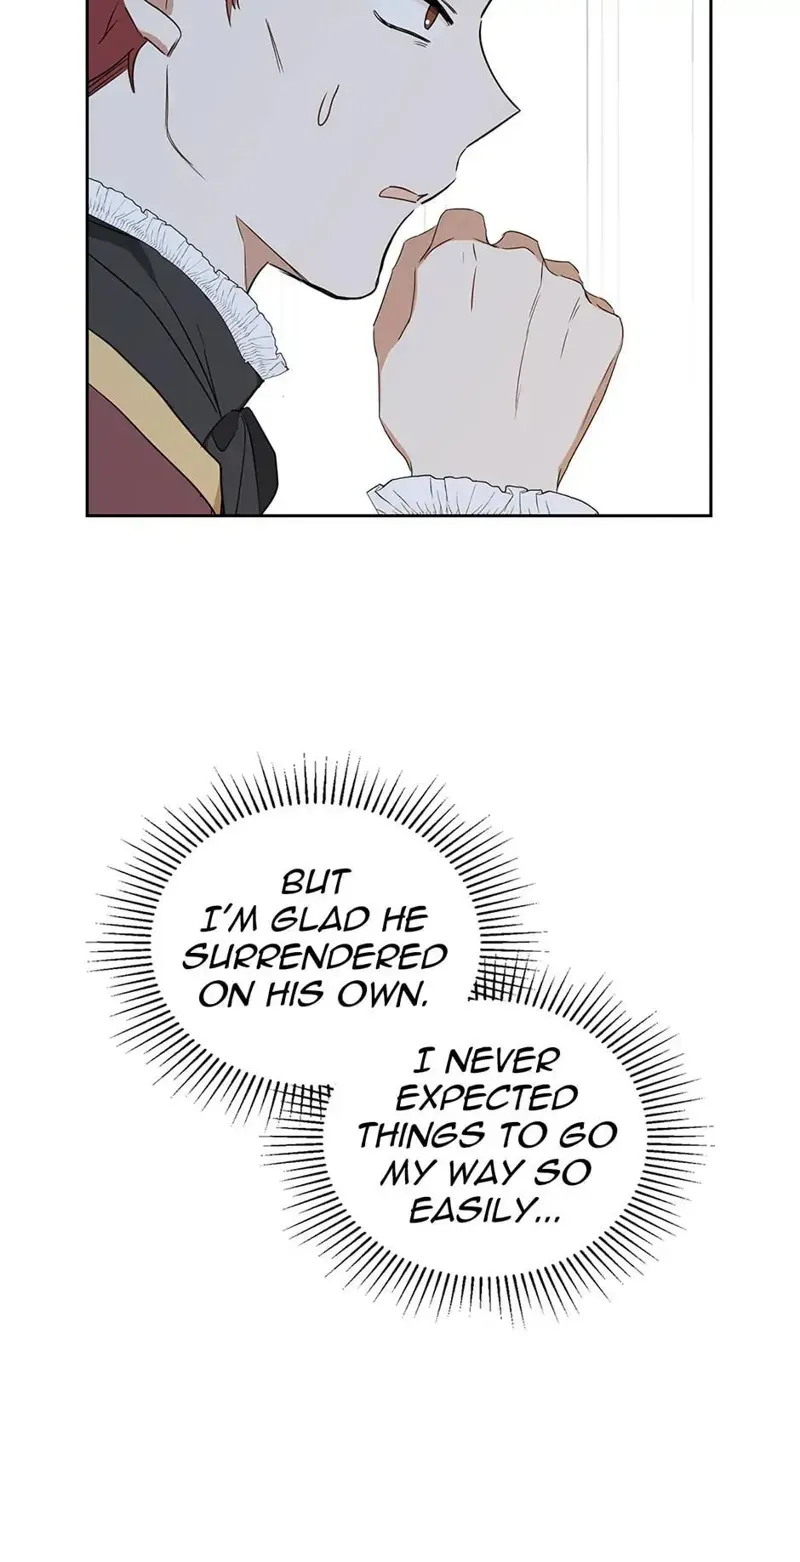 BUT
I'M GLAD HE
SURRENDERED
ON HIS OWN.
I NEVER
EXPECTED
THINGS TO GO
MY WAY SO
EASILY...